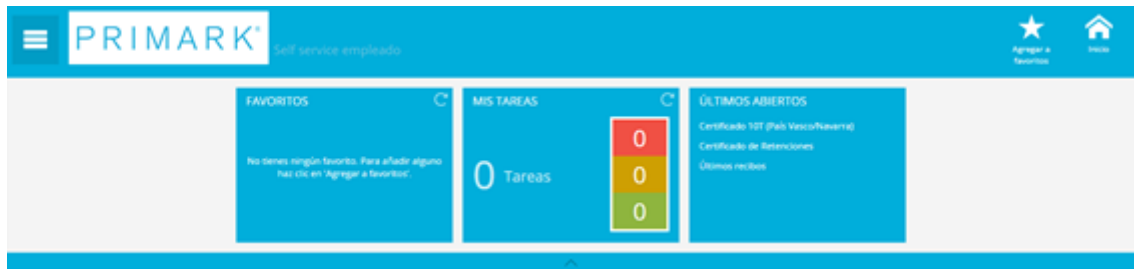 PRIMARK®
Self service empleado
Agregar a
favoritos
Inicio
FAVORITOS
No tienes ningún favorito. Para añadir alguno
haz clic en 'Agregar a favoritos'.
MIS TAREAS
0 Tareas
0
0
0
ÚLTIMOS ABIERTOS
Certificado 10T (País Vasco/Navarra)
Certificado de Retenciones
Últimos recibos